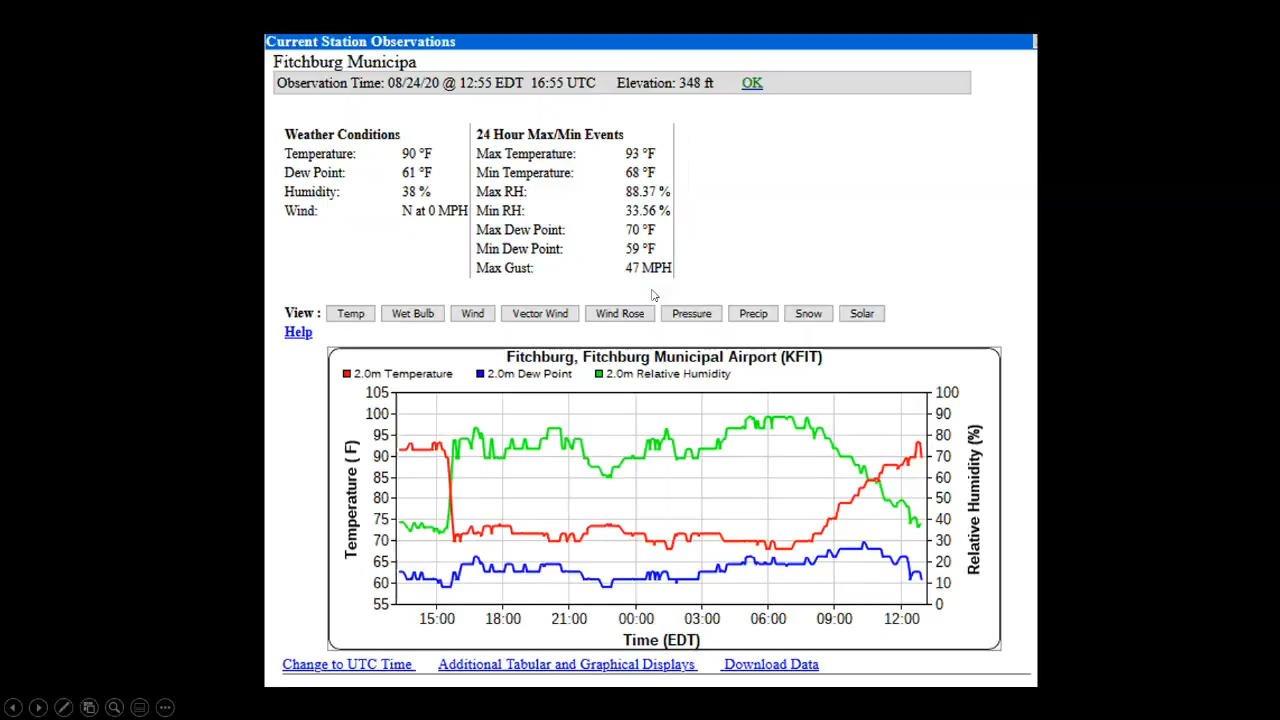 Current Station Observations
Fitchburg Municipa
Observation Time: 08/24/20 @ 12:55 EDT 16:55 UTC Elevation: 348 ft OK
Weather Conditions
Temperature: 90 °F
Dew Point: 61 °F
Humidity: 38 %
Wind: N at 0 MPH
24 Hour Max/Min Events
Max Temperature: 93 °F
Min Temperature: 68 °F
Max RH: 88.37 %
Min RH: 33.56 %
Max Dew Point: 70 °F
Min Dew Point: 59 °F
Max Gust: 47 MPH
View : Temp Wet Bulb Wind Vector Wind Wind Rose Pressure Precip Snow Solar
Help
Fitchburg, Fitchburg Municipal Airport (KFIT)
2.0m Temperature 2.0m Dew Point 2.0m Relative Humidity
105 100
100 90
95 80
90 70
85 60
80 50
75 40
70 30
65 20
60 10
55 0
Temperature ( F)
Relative Humidity (%)
15:00 18:00 21:00 00:00 03:00 06:00 09:00 12:00
Time (EDT)
Change to UTC Time Additional Tabular and Graphical Displays Download Data